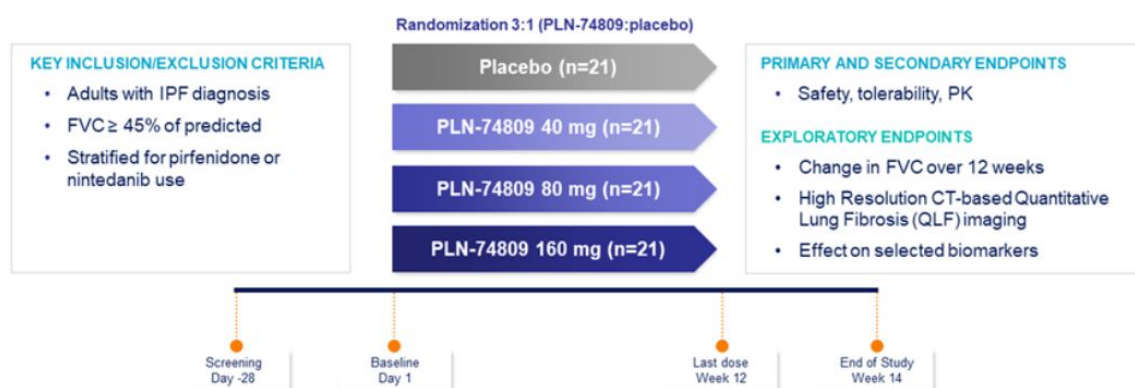 Randomization 3:1 (PLN-74809:placebo)
KEY INCLUSION/EXCLUSION CRITERIA
• Adults with IPF diagnosis
• FVC ≥ 45% of predicted
• Stratified for pirfenidone or
nintedanib use
Placebo (n=21)
PLN-74809 40 mg (n=21)
PLN-74809 80 mg (n=21)
PLN-74809 160 mg (n=21)
PRIMARY AND SECONDARY ENDPOINTS
• Safety, tolerability, PK
EXPLORATORY ENDPOINTS
• Change in FVC over 12 weeks
• High Resolution CT-based Quantitative
Lung Fibrosis (QLF) imaging
• Effect on selected biomarkers
Screening
Day -28
Baseline
Day 1
Last dose
Week 12
End of Study
Week 14